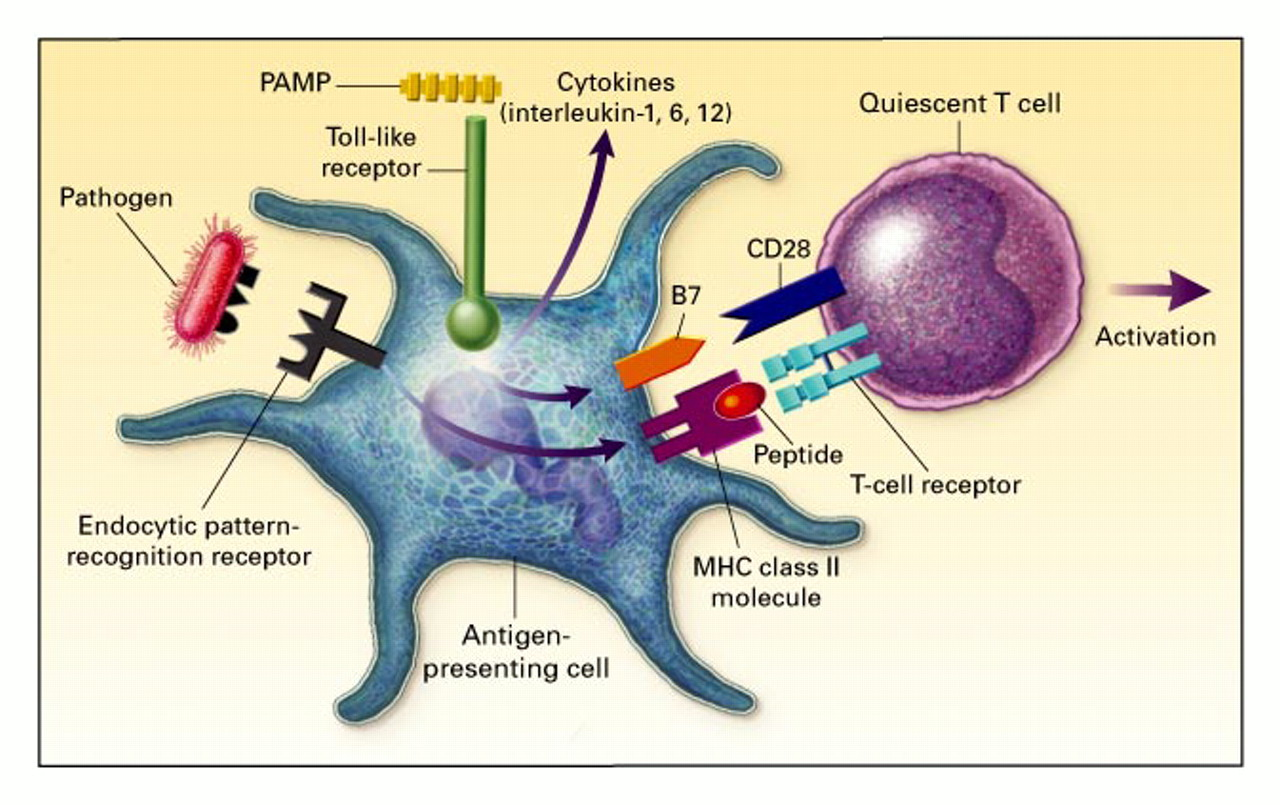 PAMP
Cytokines
(interleukin-1, 6, 12)
Quiescent T cell
Toll-like
receptor
Pathogen
CD28
B7
Activation
Peptide
T-cell receptor
Endocytic pattern-
recognition receptor
MHC class II
molecule
Antigen-
presenting cell